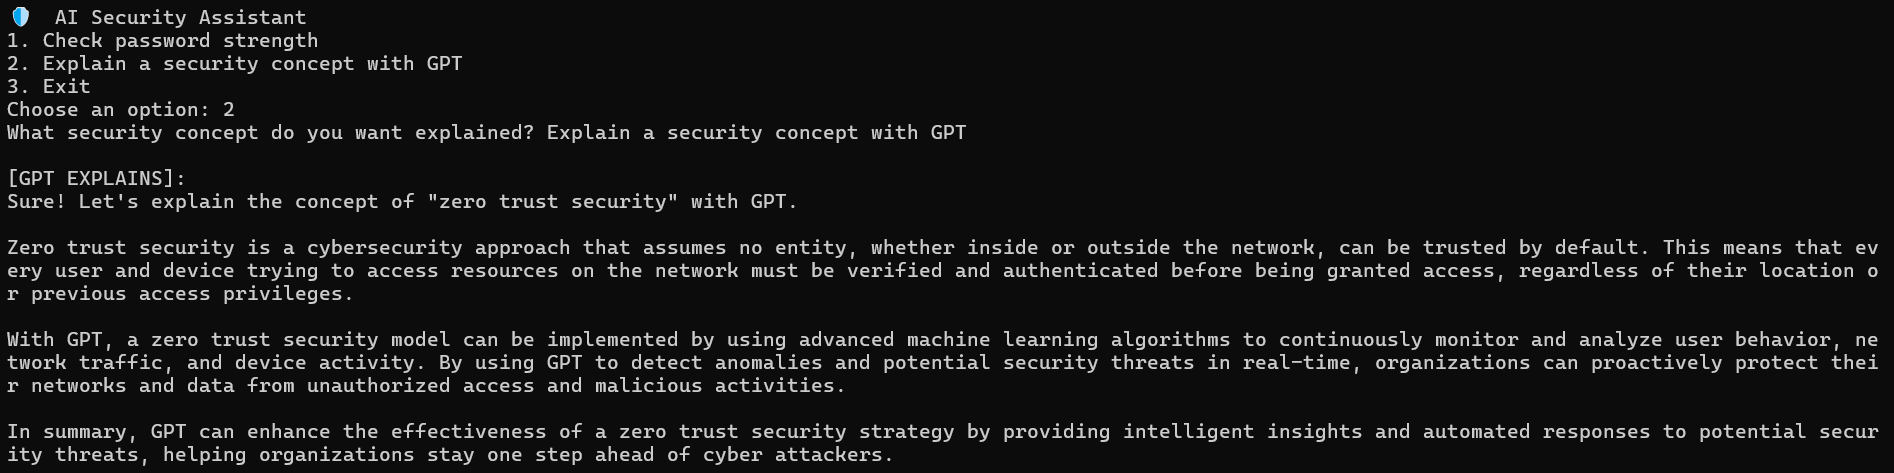 🛡️ AI Security Assistant
1. Check password strength
2. Explain a security concept with GPT
3. Exit
Choose an option: 2
What security concept do you want explained? Explain a security concept with GPT
[GPT EXPLAINS]:
Sure! Let's explain the concept of "zero trust security" with GPT.
Zero trust security is a cybersecurity approach that assumes no entity, whether inside or outside the network, can be trusted by default. This means that ev
ery user and device trying to access resources on the network must be verified and authenticated before being granted access, regardless of their location o
r previous access privileges.
With GPT, a zero trust security model can be implemented by using advanced machine learning algorithms to continuously monitor and analyze user behavior, ne
twork traffic, and device activity. By using GPT to detect anomalies and potential security threats in real-time, organizations can proactively protect thei
r networks and data from unauthorized access and malicious activities.
In summary, GPT can enhance the effectiveness of a zero trust security strategy by providing intelligent insights and automated responses to potential secur
ity threats, helping organizations stay one step ahead of cyber attackers.